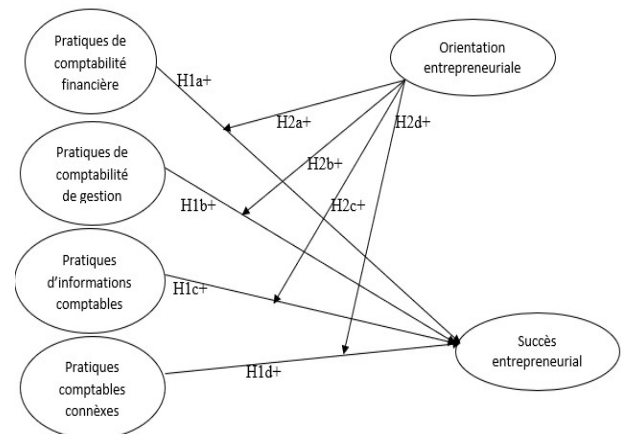 Pratiques de
comptabilité
financière
Orientation
entrepreneuriale
H1a+
H2a+
H2d+
Pratiques de
comptabilité
de gestion
H2b+
H1b+
H2c+
Pratiques
d’informations
comptables
H1c+
Succès
entrepreneurial
Pratiques
comptables
connèxes
H1d+